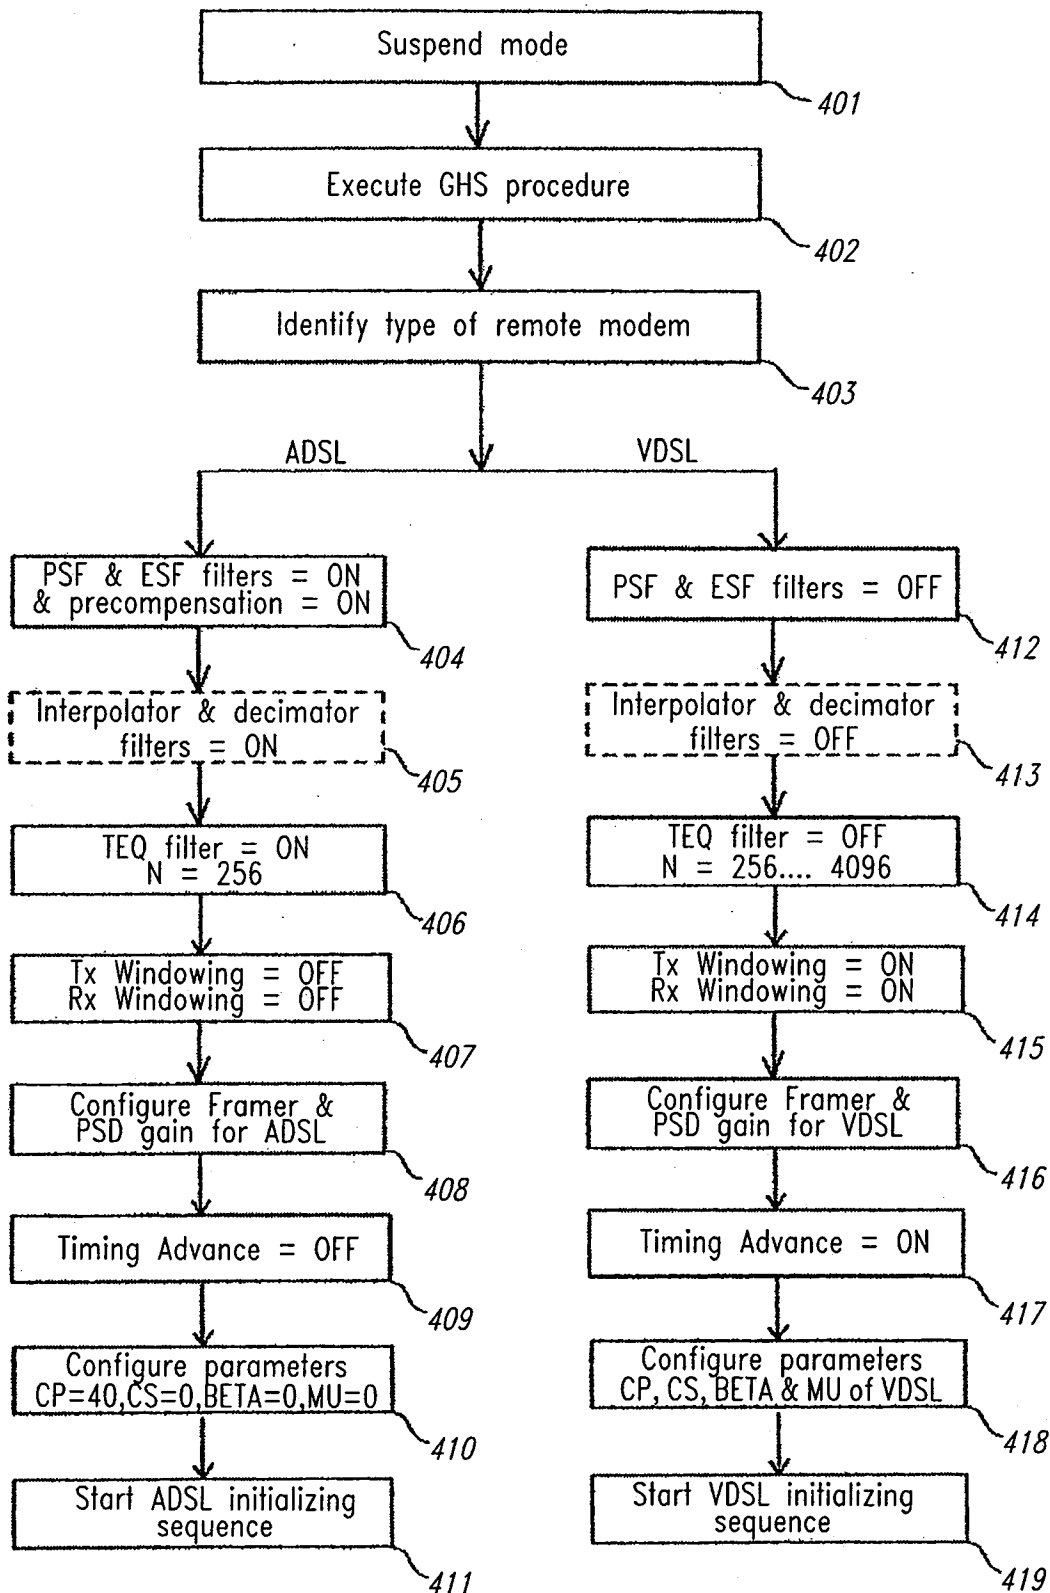 Suspend mode
401
Execute GHS procedure
402
Identify type of remote modem
403
ADSL
VDSL
PSF & ESF filters = ON
& precompensation = ON
404
Interpolator & decimator
filters = ON
405
TEQ filter = ON
N = 256
406
Tx Windowing = OFF
Rx Windowing = OFF
407
Configure Framer &
PSD gain for ADSL
408
Timing Advance = OFF
409
Configure parameters
CP=40,CS=0,BETA=0,MU=0
410
Start ADSL initializing
sequence
411
PSF & ESF filters = OFF
412
Interpolator & decimator
filters = OFF
413
TEQ filter = OFF
N = 256.... 4096
414
Tx Windowing = ON
Rx Windowing = ON
415
Configure Framer &
PSD gain for VDSL
416
Timing Advance = ON
417
Configure parameters
CP, CS, BETA & MU of VDSL
418
Start VDSL initializing
sequence
419